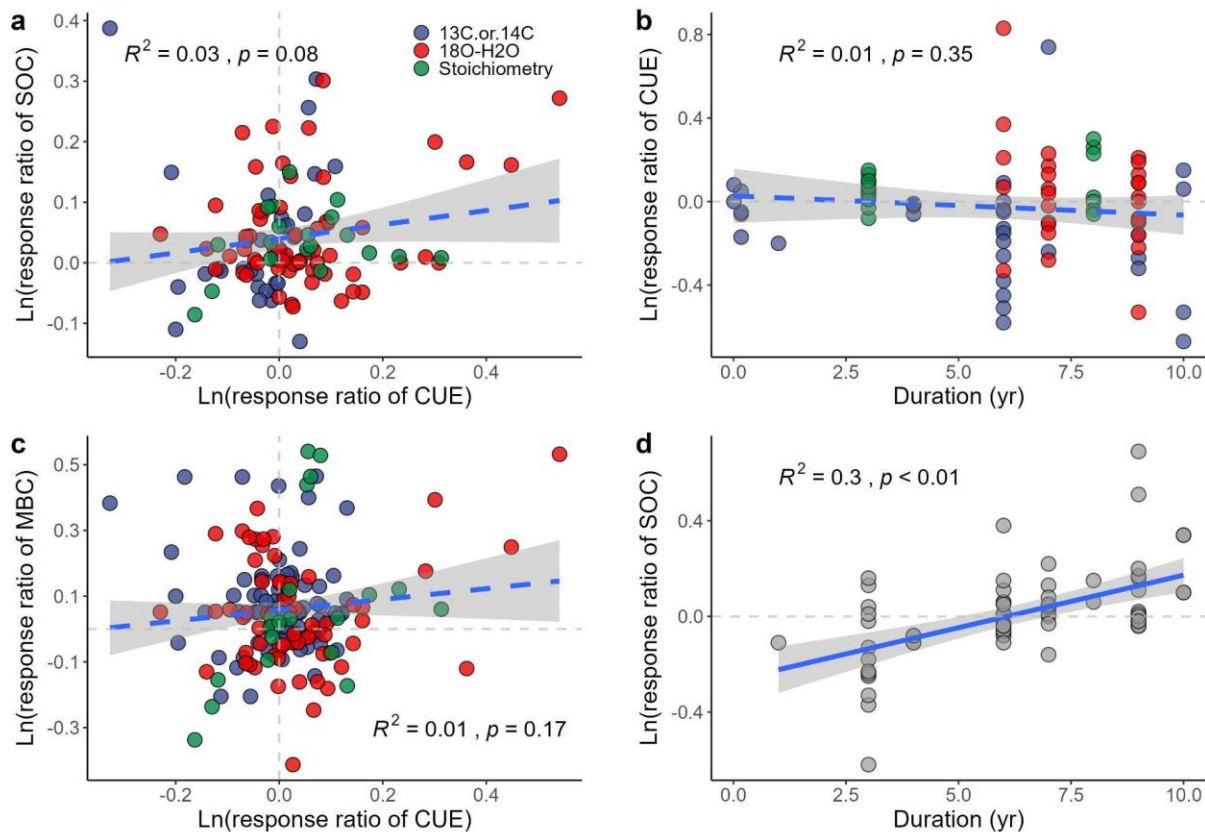 a
R² = 0.03 , p = 0.08
13C.or.14C
18O-H2O
Stoichiometry
Ln(response ratio of SOC)
0.4
0.3
0.2
0.1
0.0
-0.1
-0.2
0.0
0.2
0.4
Ln(response ratio of CUE)
b
R² = 0.01 , p = 0.35
Ln(response ratio of CUE)
0.8
0.4
0.0
-0.4
0.0
2.5
5.0
7.5
10.0
Duration (yr)
c
Ln(response ratio of MBC)
0.5
0.3
0.1
-0.1
-0.3
R² = 0.01 , p = 0.17
-0.2
0.0
0.2
0.4
Ln(response ratio of CUE)
d
R² = 0.3 , p < 0.01
Ln(response ratio of SOC)
0.4
0.0
-0.4
0.0
2.5
5.0
7.5
10.0
Duration (yr)